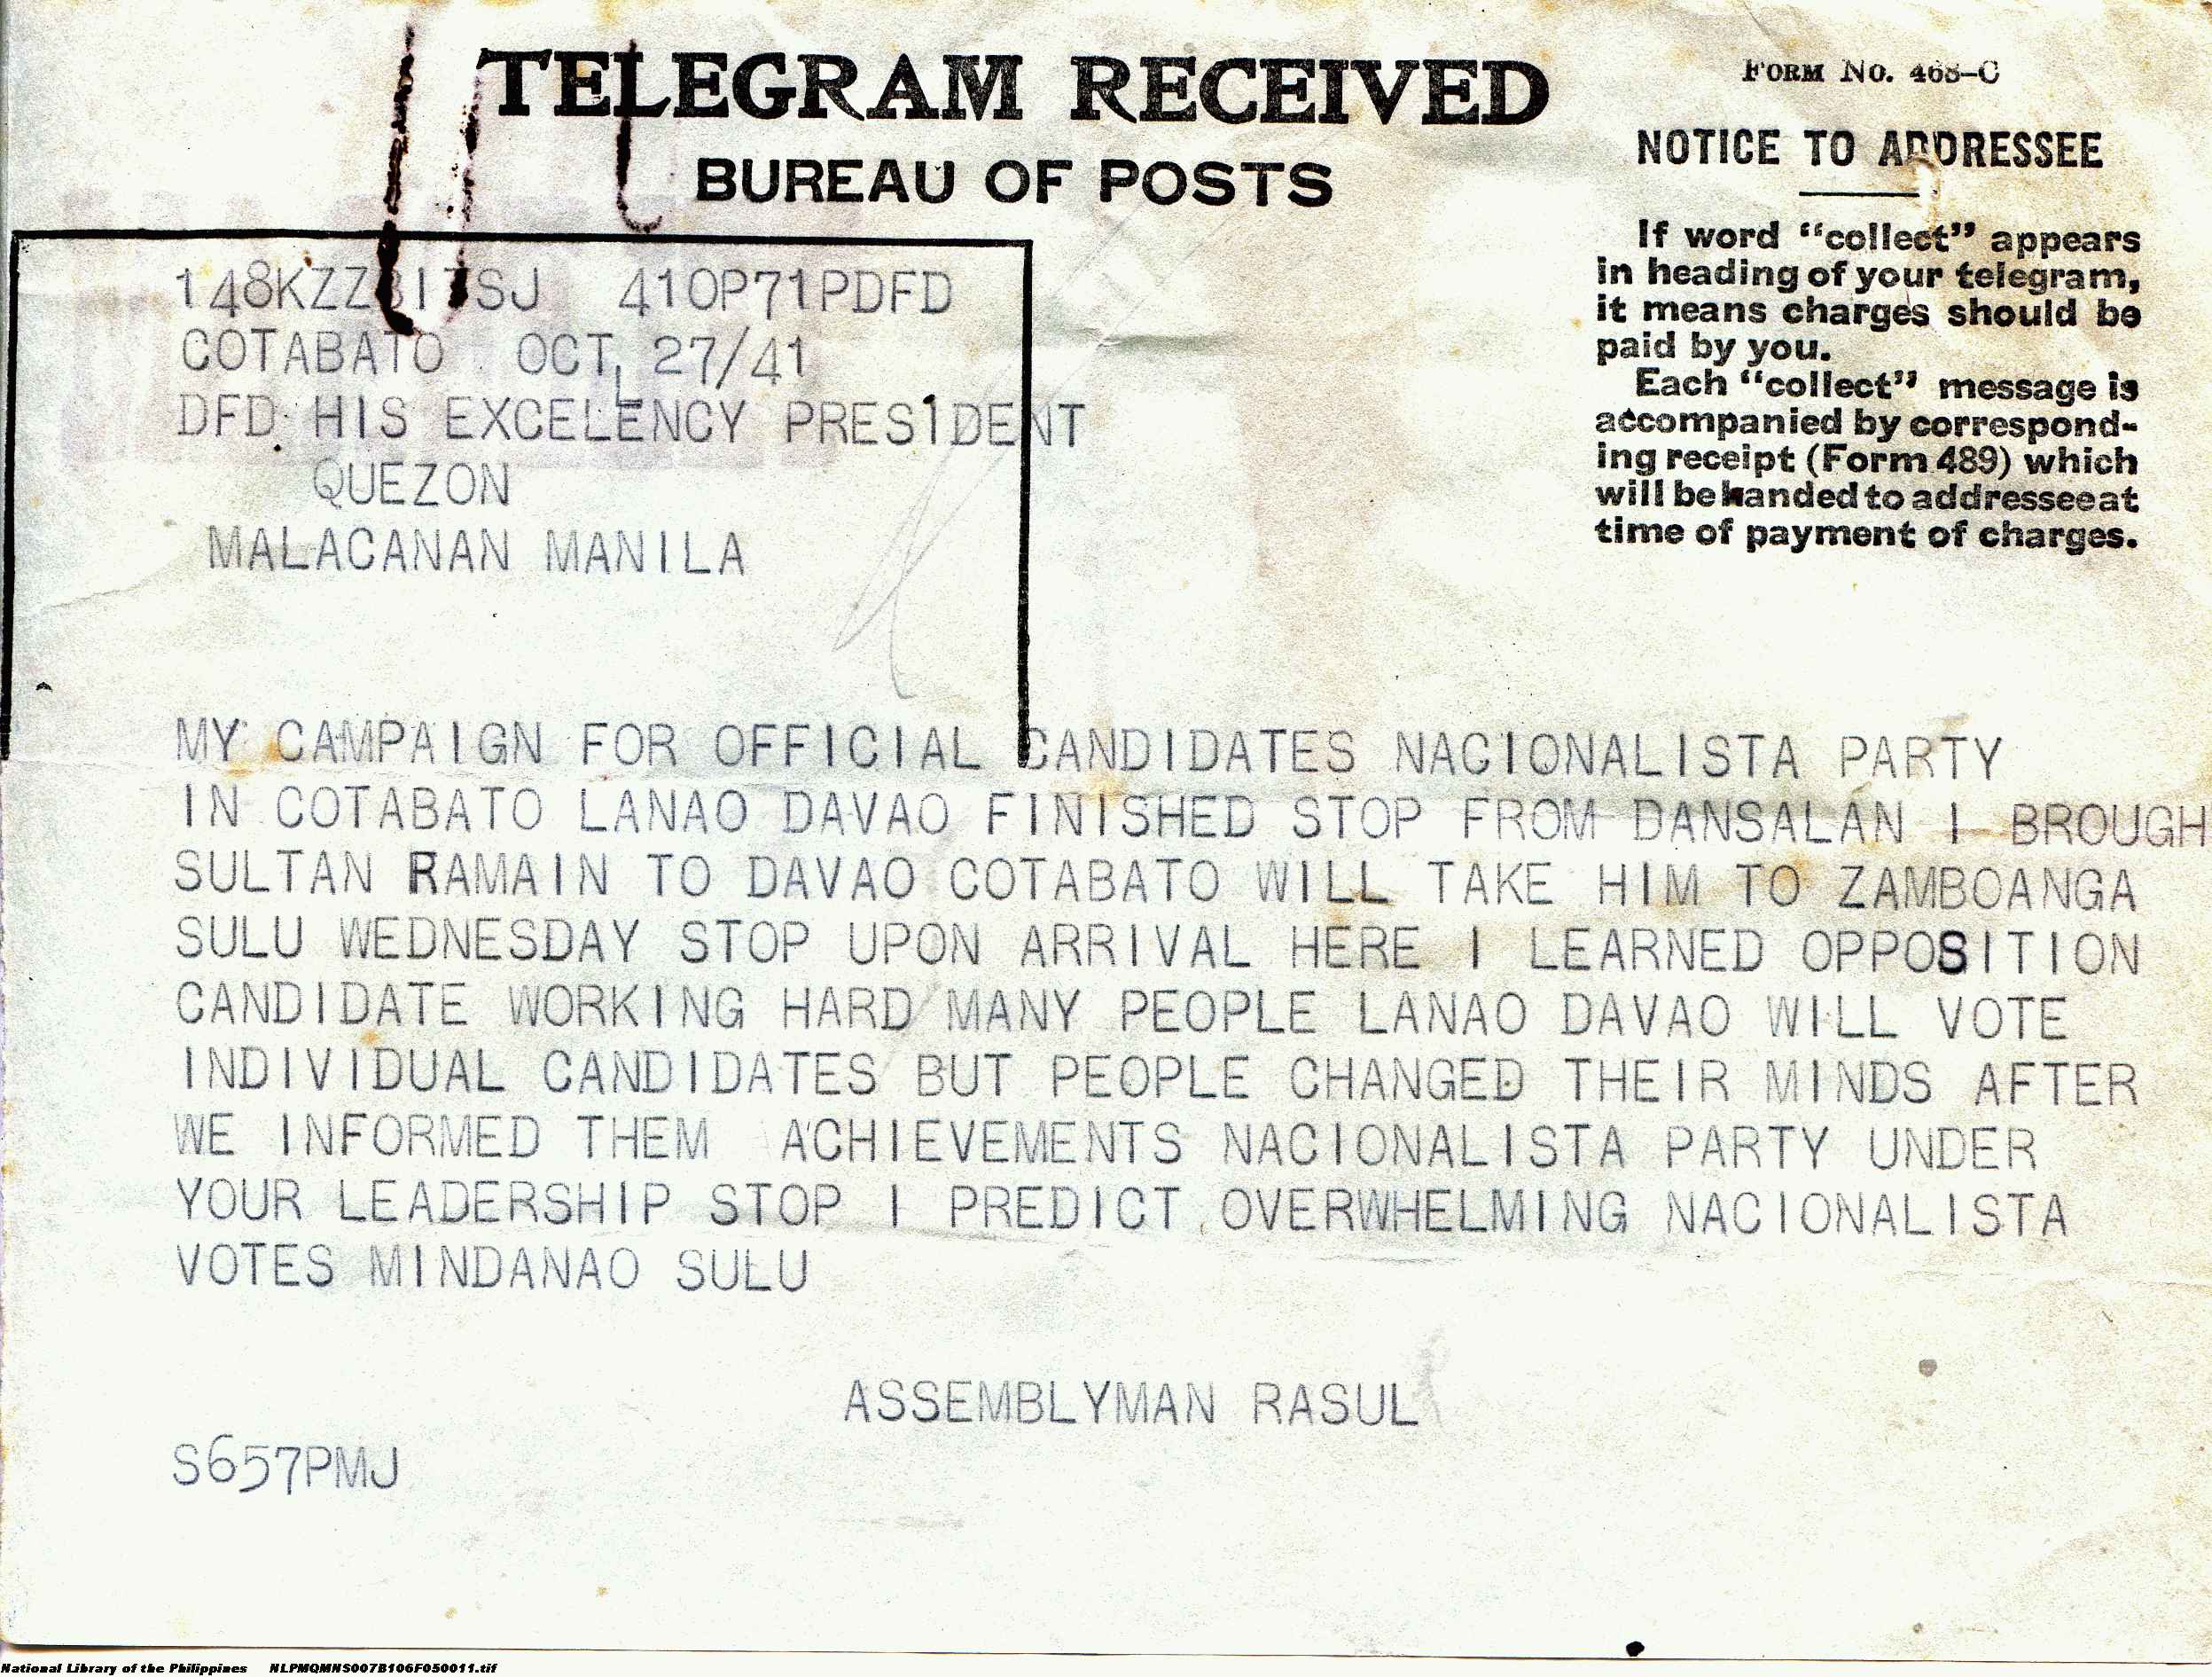 TELEGRAM RECEIVED
BUREAU OF POSTS
FORM NO. 468-C
NOTICE TO ADDRESSEE
If word "collect" appears
in heading of your telegram,
it means charges should be
paid by you.
Each "collect" message is
accompanied by correspond-
ing receipt (Form 489) which
will be handed to addressee at
time of payment of charges.
410P71PDFD
COTABATO OCT 27/41
DFD HIS EXCELLENCY PRESIDENT
QUEZON
MALACANAN MANILA
MY CAMPAIGN FOR OFFICIAL CANDIDATES NACIONALISTA PARTY
IN COTABATO LANAO DAVAO FINISHED STOP FROM DANSALAN I BROUGH
SULTAN RAMAIN TO DAVAO COTABATO WILL TAKE HIM TO ZAMBOANGA
SULU WEDNESDAY STOP UPON ARRIVAL HERE I LEARNED OPPOSITION
CANDIDATE WORKING HARD MANY PEOPLE LANAO DAVAO WILL VOTE
INDIVIDUAL CANDIDATES BUT PEOPLE CHANGED THEIR MINDS AFTER
WE INFORMED THEM ACHIEVEMENTS NACIONALISTA PARTY UNDER
YOUR LEADERSHIP STOP I PREDICT OVERWHELMING NACIONALISTA
VOTES MINDANAO SULU
ASSEMBLYMAN RASUL
S657PMJ
National Library of the Philippines NLPMQMNS007B106F050011.tif